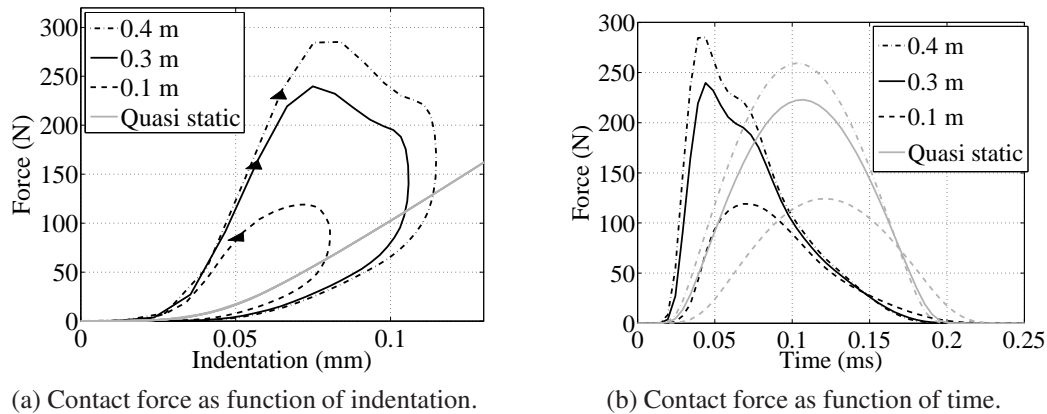 300
250
200
150
100
50
0
Force (N)
0.4 m
0.3 m
0.1 m
Quasi static
0 0.05 0.1
Indentation (mm)
(a) Contact force as function of indentation.
300
250
200
150
100
50
0
Force (N)
0.4 m
0.3 m
0.1 m
Quasi static
0 0.05 0.1 0.15 0.2 0.25
Time (ms)
(b) Contact force as function of time.